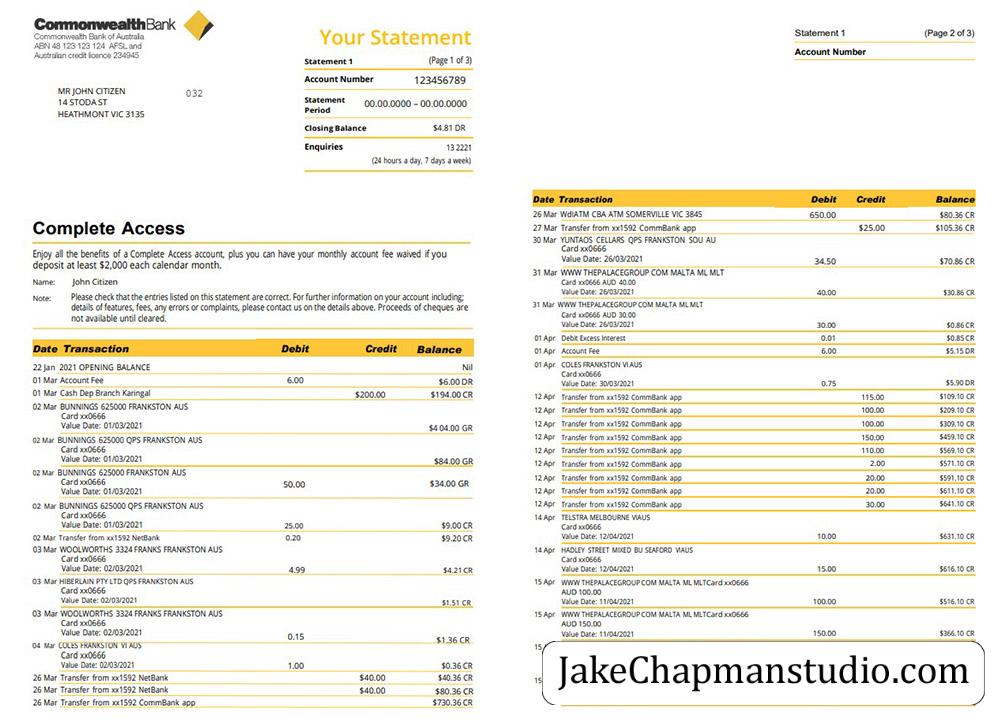 CommonwealthBank
Commonwealth Bank of Australia
ABN 48 123 123 124 AFSL and
Australian credit licence 234945
MR JOHN CITIZEN 032
14 STODA ST
HEATHMONT VIC 3135
Your Statement
Statement 1 (Page 1 of 3)
Account Number 123456789
Statement
Period 00.00.0000 – 00.00.0000
Closing Balance $4.81 DR
Enquiries 13 2221
(24 hours a day, 7 days a week)
Complete Access
Enjoy all the benefits of a Complete Access account, plus you can have your monthly account fee waived if you
deposit at least $2,000 each calendar month.
Name: John Citizen
Note: Please check that the entries listed on this statement are correct. For further information on your account including;
details of features, fees, any errors or complaints, please contact us on the details above. Proceeds of cheques are
not available until cleared.
Date Transaction Debit Credit Balance
22 Jan 2021 OPENING BALANCE Nil
01 Mar Account Fee 6.00 $6.00 DR
01 Mar Cash Dep Branch Karingal $200.00 $194.00 CR
02 Mar BUNNINGS 625000 FRANKSTON AUS
Card xx0666
Value Date: 01/03/2021 $4 04.00 GR
02 Mar BUNNINGS 625000 QPS FRANKSTON AUS
Card xx0666
Value Date: 01/03/2021 $84.00 GR
02 Mar BUNNINGS 625000 FRANKSTON AUS
Card xx0666
Value Date: 01/03/2021 50.00 $34.00 GR
02 Mar BUNNINGS 625000 QPS FRANKSTON AUS
Card xx0666
Value Date: 01/03/2021 25.00 $9.00 CR
02 Mar Transfer from xx1592 NetBank 0.20 $9.20 CR
03 Mar WOOLWORTHS 3324 FRANKS FRANKSTON AUS
Card xx0666
Value Date: 02/03/2021 4.99 $4.21 CR
03 Mar HIBERLAIN PTY LTD QPS FRANKSTON AUS
Card xx0666
Value Date: 02/03/2021 $1.51 CR
03 Mar WOOLWORTHS 3324 FRANKS FRANKSTON AUS
Card xx0666
Value Date: 02/03/2021 0.15 $1.36 CR
04 Mar COLES FRANKSTON VI AUS
Card xx0666
Value Date: 02/03/2021 1.00 $0.36 CR
26 Mar Transfer from xx1592 NetBank $40.00 $40.36 CR
26 Mar Transfer from xx1592 NetBank $40.00 $80.36 CR
26 Mar Transfer from xx1592 CommBank app $730.36 CR
Statement 1 (Page 2 of 3)
Account Number
Date Transaction Debit Credit Balance
26 Mar WdlATM CBA ATM SOMERVILLE VIC 3845 650.00 $80.36 CR
27 Mar Transfer from xx1592 CommBank app $25.00 $105.36 CR
30 Mar YUNTAOS CELLARS QPS FRANKSTON SOU AU
Card xx0666
Value Date: 26/03/2021 34.50 $70.86 CR
31 Mar WWW THEPALACEGROUP COM MALTA ML MLT
Card xx0666 AUD 40.00
Value Date: 26/03/2021 40.00 $30.86 CR
31 Mar WWW THEPALACEGROUP COM MALTA ML MLT
Card xx0666 AUD 30.00
Value Date: 26/03/2021 30.00 $0.86 CR
01 Apr Debit Excess Interest 0.01 $0.85 CR
01 Apr Account Fee 6.00 $5.15 DR
01 Apr COLES FRANKSTON VI AUS
Card xx0666
Value Date: 30/03/2021 0.75 $5.90 DR
12 Apr Transfer from xx1592 CommBank app 115.00 $109.10 CR
12 Apr Transfer from xx1592 CommBank app 100.00 $209.10 CR
12 Apr Transfer from xx1592 CommBank app 100.00 $309.10 CR
12 Apr Transfer from xx1592 CommBank app 150.00 $459.10 CR
12 Apr Transfer from xx1592 CommBank app 110.00 $569.10 CR
12 Apr Transfer from xx1592 CommBank app 2.00 $571.10 CR
12 Apr Transfer from xx1592 CommBank app 20.00 $591.10 CR
12 Apr Transfer from xx1592 CommBank app 20.00 $611.10 CR
12 Apr Transfer from xx1592 CommBank app 30.00 $641.10 CR
14 Apr TELSTRA MELBOURNE VIAUS
Card xx0666
Value Date: 12/04/2021 10.00 $631.10 CR
14 Apr HADLEY STREET MIXED BU SEAFORD VIAUS
Card xx0666
Value Date: 12/04/2021 15.00 $616.10 CR
15 Apr WWW THEPALACEGROUP COM MALTA ML MLTCard xx0666
AUD 100.00
Value Date: 11/04/2021 100.00 $516.10 CR
15 Apr WWW THEPALACEGROUP COM MALTA ML MLTCard xx0666
AUD 150.00
Value Date: 11/04/2021 150.00 $366.10 CR
15
15
JakeChapmanstudio.com